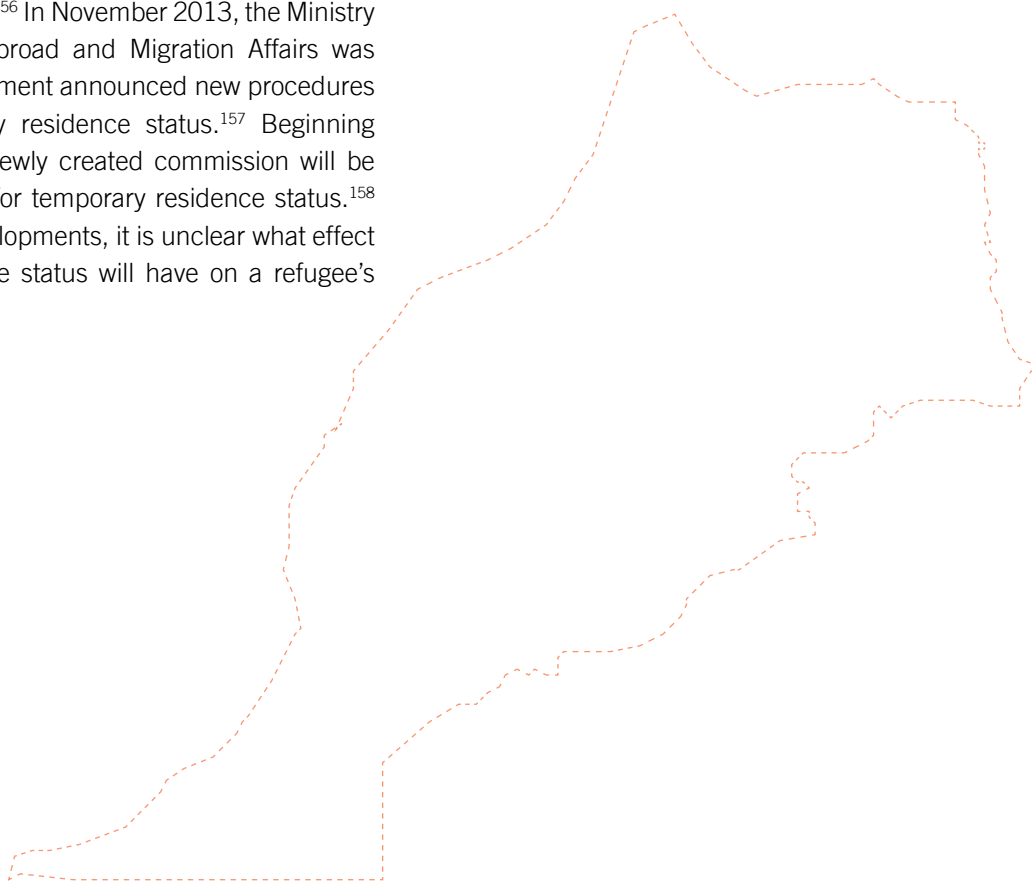 56 In November 2013, the Ministry
broad and Migration Affairs was
ment announced new procedures
residence status.157 Beginning
ewly created commission will be
or temporary residence status.158
lopments, it is unclear what effect
e status will have on a refugee’s